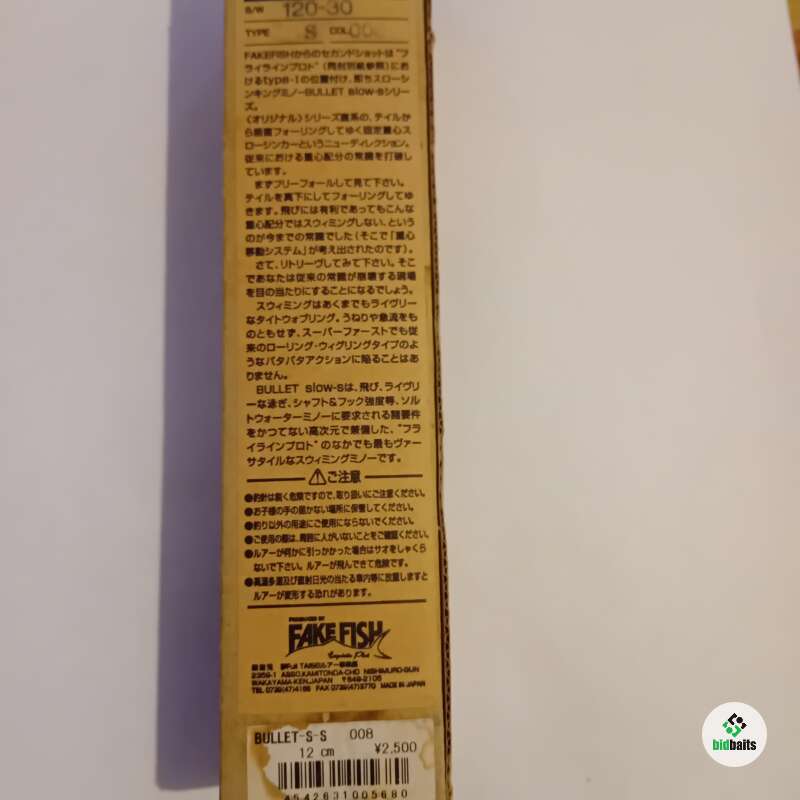 S/W 120-30
TYPE S COL 00
FAKEFISHからのセカンドショットは"フ
ライラインプロト"(同封別紙参照)にお
けるtype-Iの位置付け、即ちスローシ
ンキングミノーBULLET slow-sシリー
ズ。
《オリジナル》シリーズ直系の、テイルか
ら垂直フォーリングしてゆく固定重心ス
ローシンカーというニューディレクション。
従来における重心配分の常識を打破し
ています。
まずフリーフォールして見て下さい。
テイルを真下にしてフォーリングしてゆ
きます。飛びには有利であってもこんな
重心配分ではスウィミングしない、という
のが今までの常識でした(そこで「重心
移動システム」が考え出されたのです)。
さて、リトリーヴしてみて下さい。そこ
であなたは従来の常識が崩壊する現場
を目の当たりにすることになるでしょう。
スウィミングはあくまでもライヴリー
なタイトウォブリング。うねりや急流をも
のともせず、スーパーファーストでも従
来のローリング・ウィグリングタイプのよ
うなバタバタアクションに陥ることはあ
りません。
BULLET slow-sは、飛び、ライヴリ
ーな泳ぎ、シャフト&フック強度等、ソル
トウォーターミノーに要求される諸要件
をかつてない高次元で兼備した、"フラ
イラインプロト"のなかでも最もヴァー
サタイルなスウィミングミノーです。
ご注意
●釣針は鋭く危険ですので、取り扱いにご注意ください。
●お子様の手の届かない場所に保管してください。
●釣り以外の用途にご使用にならないでください。
●ご使用の際は、周囲に人がいないことをご確認ください。
●ルアーが何かに引っかかった場合はサオをしゃくら
ないで下さい。ルアーが飛んできて危険です。
●高温多湿及び直射日光の当たる車内等に放置しますと
ルアーが変形する恐れがあります。
PRODUCED BY
FAKE FISH
Exquisite Plot
2359-1 KAMITONDA-CHO NISHIMURO-GUN
WAKAYAMA-KEN,JAPAN 〒649-2105
TEL 0739(47)4166 FAX 0739(47)3770 MADE IN JAPAN
BULLET-S-S 008
12 cm ¥2,500
4542631005680
bidbaits